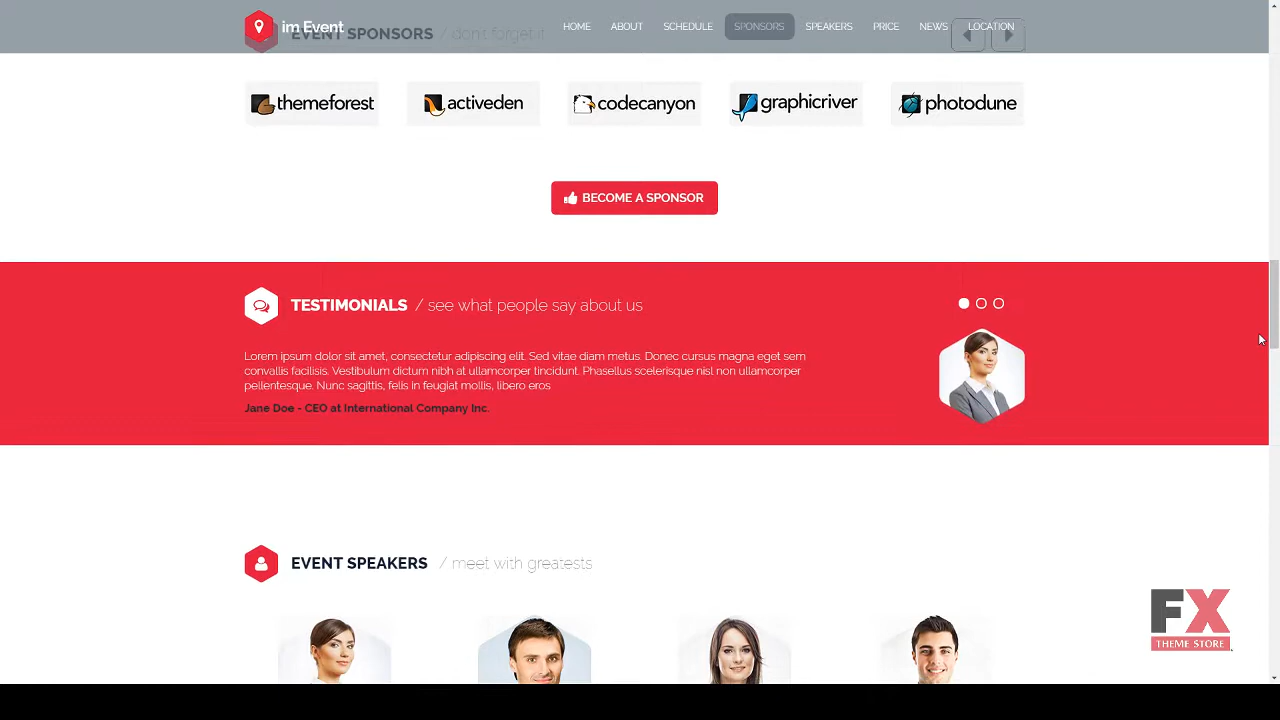 im Event
HOME
ABOUT
SCHEDULE
SPONSORS
SPEAKERS
PRICE
NEWS
LOCATION
EVENT SPONSORS / dont forget it
themeforest
activeden
codecanyon
graphicriver
photodune
BECOME A SPONSOR
TESTIMONIALS / see what people say about us
Lorem ipsum dolor sit amet, consectetur adipiscing elit. Sed vitae diam metus. Donec cursus magna eget sem
convallis facilisis. Vestibulum dictum nibh at ullamcorper tincidunt. Phasellus scelerisque nisl non ullamcorper
pellentesque. Nunc sagittis, felis in feugiat mollis, libero eros
Jane Doe - CEO at International Company Inc.
EVENT SPEAKERS / meet with greatests
FX
THEME STORE